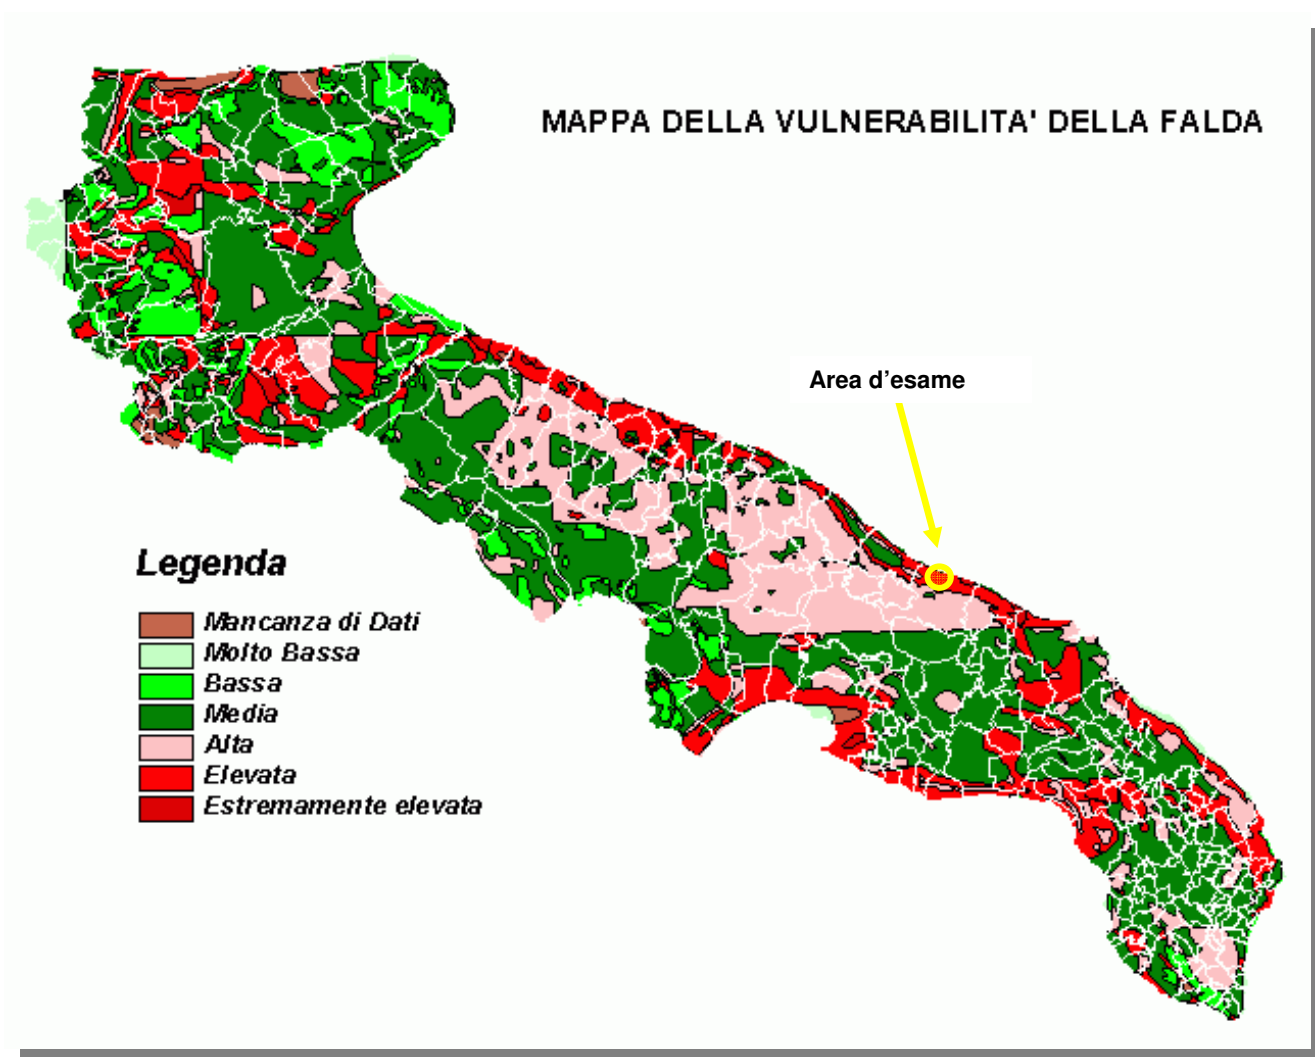 MAPPA DELLA VULNERABILITA' DELLA FALDA
Area d’esame
Legenda
Mancanza di Dati
Molto Bassa
Bassa
Media
Alta
Elevata
Estremamente elevata